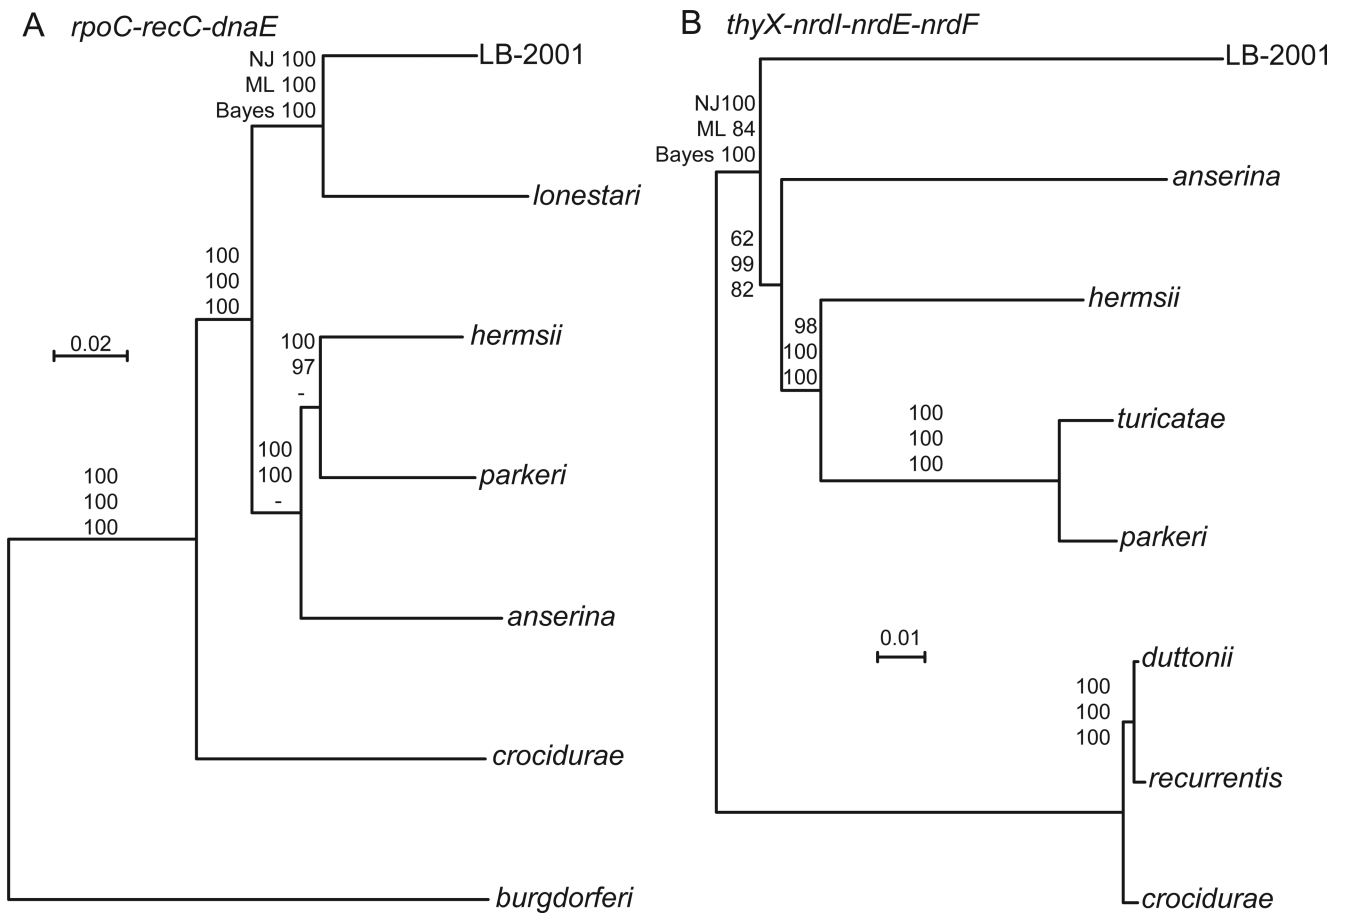 A rpoC-recC-dnaE
NJ 100
ML 100
Bayes 100
LB-2001
lonestari
100
100
100
0.02
100
97
-
hermsii
100
100
-
parkeri
100
100
100
anserina
crocidurae
burgdorferi
B thyX-nrdI-nrdE-nrdF
LB-2001
NJ100
ML 84
Bayes 100
anserina
62
99
82
hermsii
98
100
100
100
100
100
turicatae
parkeri
0.01
duttonii
100
100
100
recurrentis
crocidurae